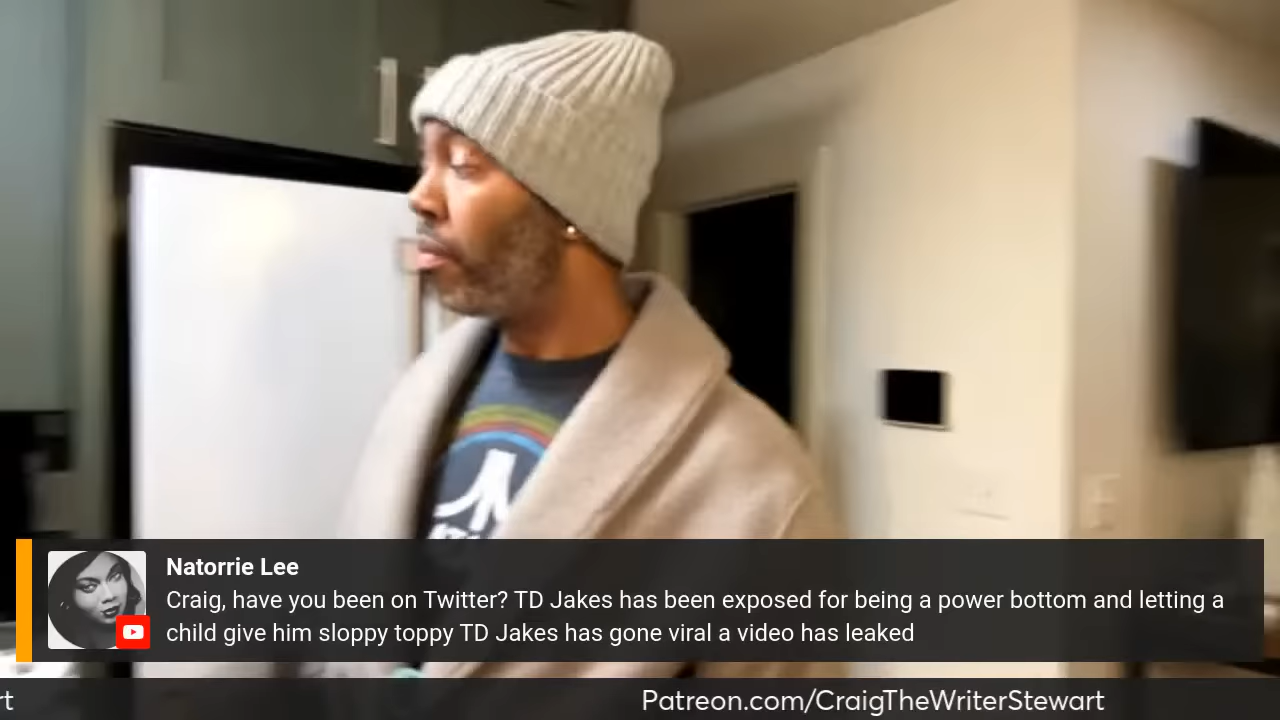 Natorrie Lee
Craig, have you been on Twitter? TD Jakes has been exposed for being a power bottom and letting a
child give him sloppy toppy TD Jakes has gone viral a video has leaked
rt
Patreon.com/CraigTheWriterStewart